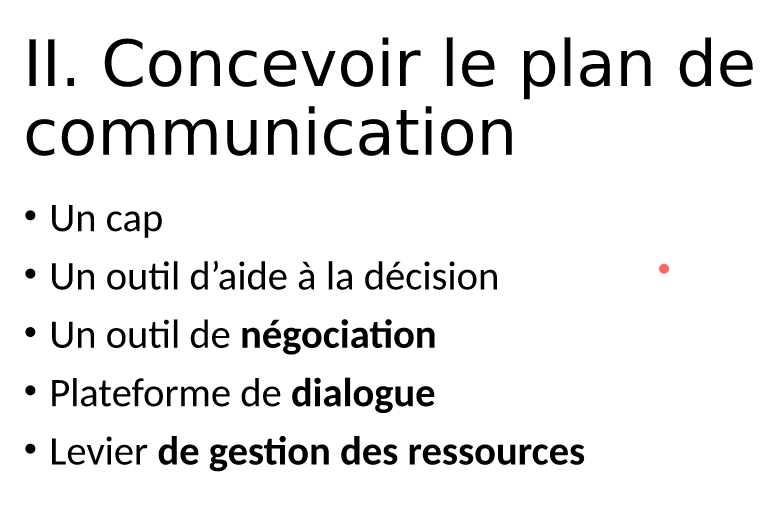 II. Concevoir le plan de
communication
• Un cap
• Un outil d’aide à la décision
• Un outil de négociation
• Plateforme de dialogue
• Levier de gestion des ressources